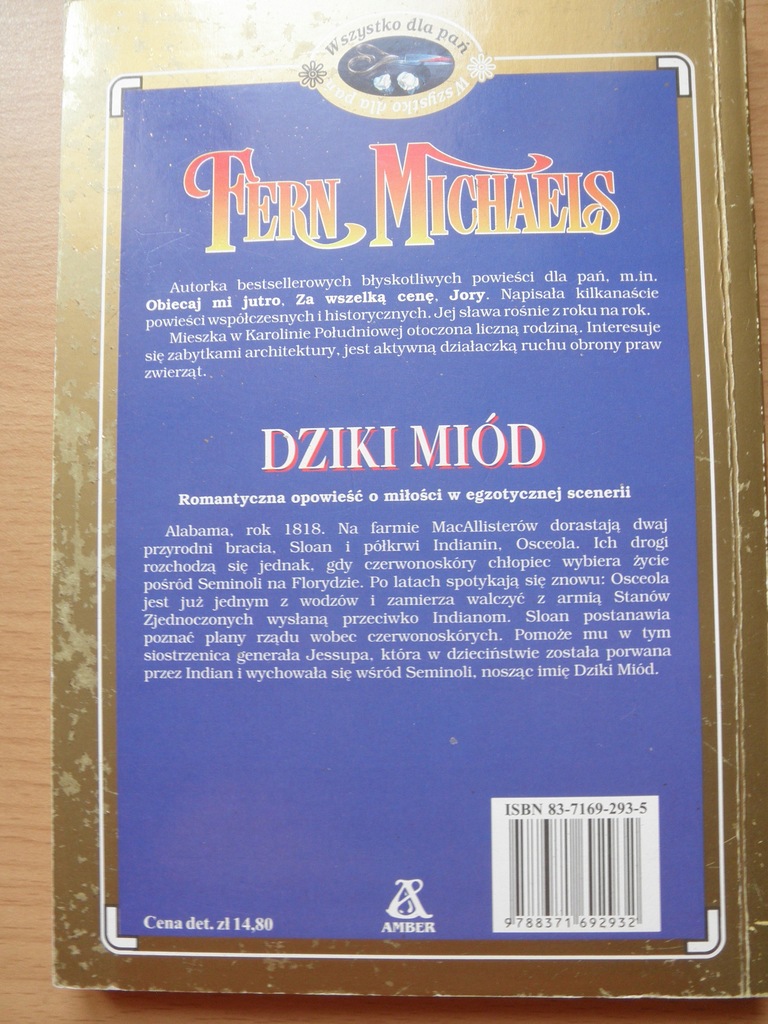 Wszystko dla pań
Wszystko dla pań
FERN MICHAELS
Autorka bestsellerowych błyskotliwych powieści dla pań, m.in.
Obiecaj mi jutro, Za wszelką cenę, Jory. Napisała kilkanaście
powieści współczesnych i historycznych. Jej sława rośnie z roku na rok.
Mieszka w Karolinie Południowej otoczona liczną rodziną. Interesuje
się zabytkami architektury, jest aktywną działaczką ruchu obrony praw
zwierząt.
DZIKI MIÓD
Romantyczna opowieść o miłości w egzotycznej scenerii
Alabama, rok 1818. Na farmie MacAllisterów dorastają dwaj
przyrodni bracia, Sloan i półkrwi Indianin, Osceola. Ich drogi
rozchodzą się jednak, gdy czerwonoskóry chłopiec wybiera życie
pośród Seminoli na Florydzie. Po latach spotykają się znowu: Osceola
jest już jednym z wodzów i zamierza walczyć z armią Stanów
Zjednoczonych wysłaną przeciwko Indianom. Sloan postanawia
poznać plany rządu wobec czerwonoskórych. Pomoże mu w tym
siostrzenica generała Jessupa, która w dzieciństwie została porwana
przez Indian i wychowała się wśród Seminoli, nosząc imię Dziki Miód.
ISBN 83-7169-293-5
9788371692932
Cena det. zł 14,80
AMBER